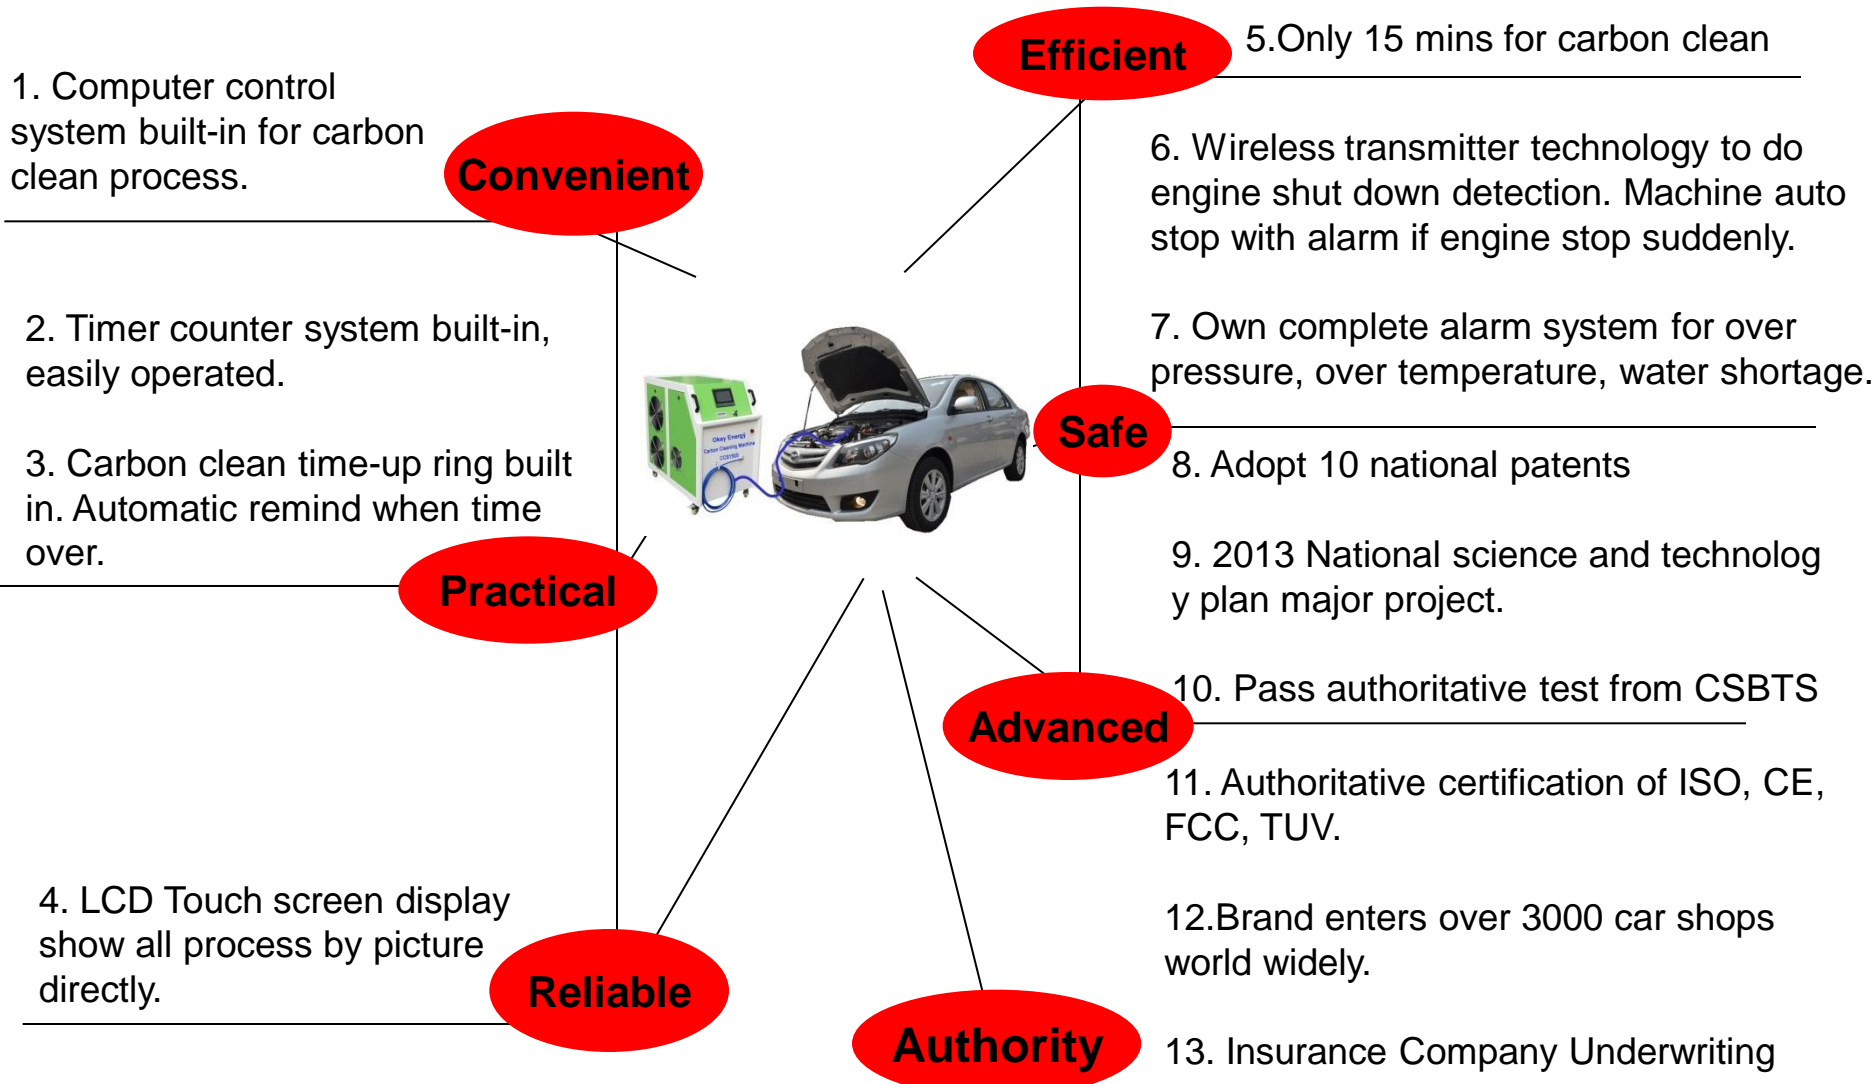 1. Computer control
system built-in for carbon
clean process.
Convenient
2. Timer counter system built-in,
easily operated.
3. Carbon clean time-up ring built
in. Automatic remind when time
over.
Practical
4. LCD Touch screen display
show all process by picture
directly.
Reliable
Okay Energy
Carbon Cleaning Machine
Efficient
5.Only 15 mins for carbon clean
6. Wireless transmitter technology to do
engine shut down detection. Machine auto
stop with alarm if engine stop suddenly.
7. Own complete alarm system for over
pressure, over temperature, water shortage.
Safe
8. Adopt 10 national patents
9. 2013 National science and technolog
y plan major project.
10. Pass authoritative test from CSBTS
Advanced
11. Authoritative certification of ISO, CE,
FCC, TUV.
12.Brand enters over 3000 car shops
world widely.
13. Insurance Company Underwriting
Authority